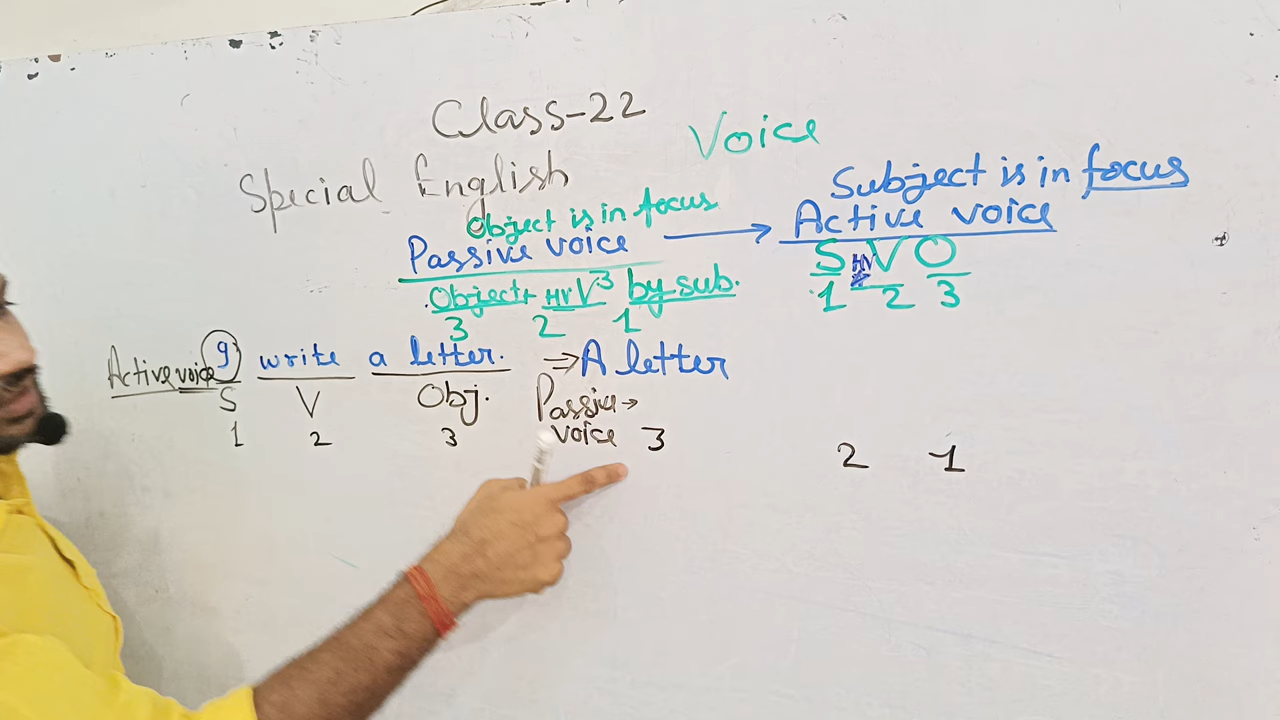 Class-22
Voice
Special English
Subject is in focus
Object is in focus
Active voice
Passive voice →
S HV V O
1 2 3
Object+ HV V³ by sub.
3 2 1
Active voice I write a letter. ⇒ A letter
S V Obj. Passive →
voice
1 2 3 3 2 1